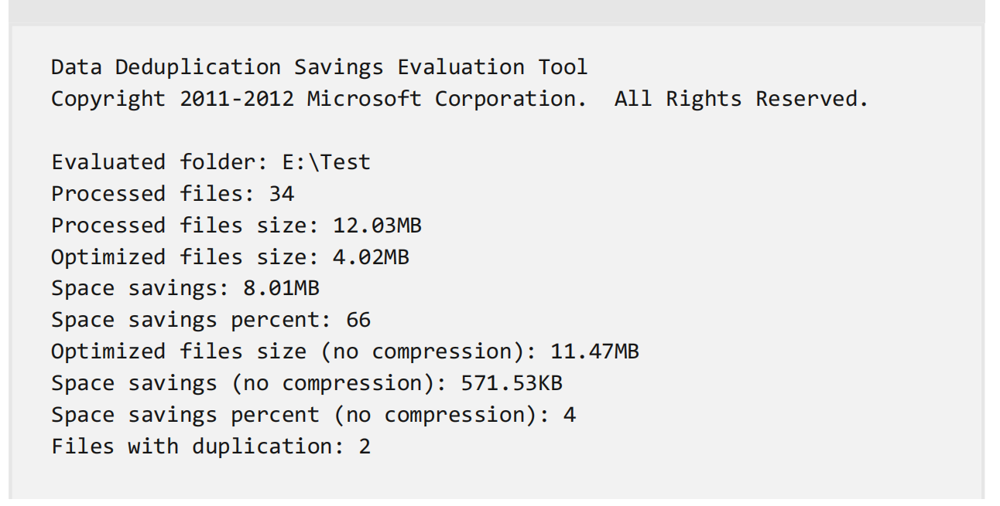 Data Deduplication Savings Evaluation Tool
Copyright 2011-2012 Microsoft Corporation.  All Rights Reserved.
Evaluated folder: E:\Test
Processed files: 34
Processed files size: 12.03MB
Optimized files size: 4.02MB
Space savings: 8.01MB
Space savings percent: 66
Optimized files size (no compression): 11.47MB
Space savings (no compression): 571.53KB
Space savings percent (no compression): 4
Files with duplication: 2